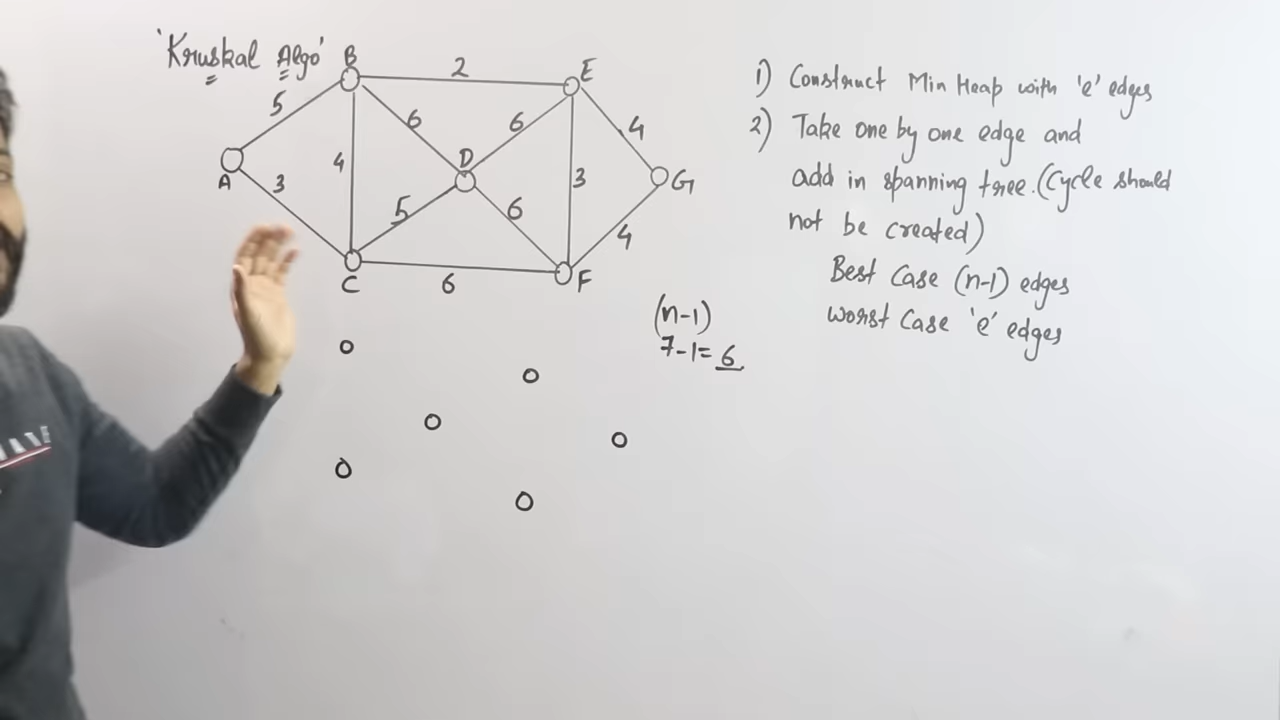 'Kruskal Algo'
B
2
E
5
6
6
4
D
4
A
3
5
6
3
G
4
C
6
F
1) Construct Min Heap with 'e' edges
2) Take one by one edge and
add in spanning tree. (Cycle should
not be created)
Best Case (n-1) edges
Worst Case 'e' edges
(n-1)
7-1=6